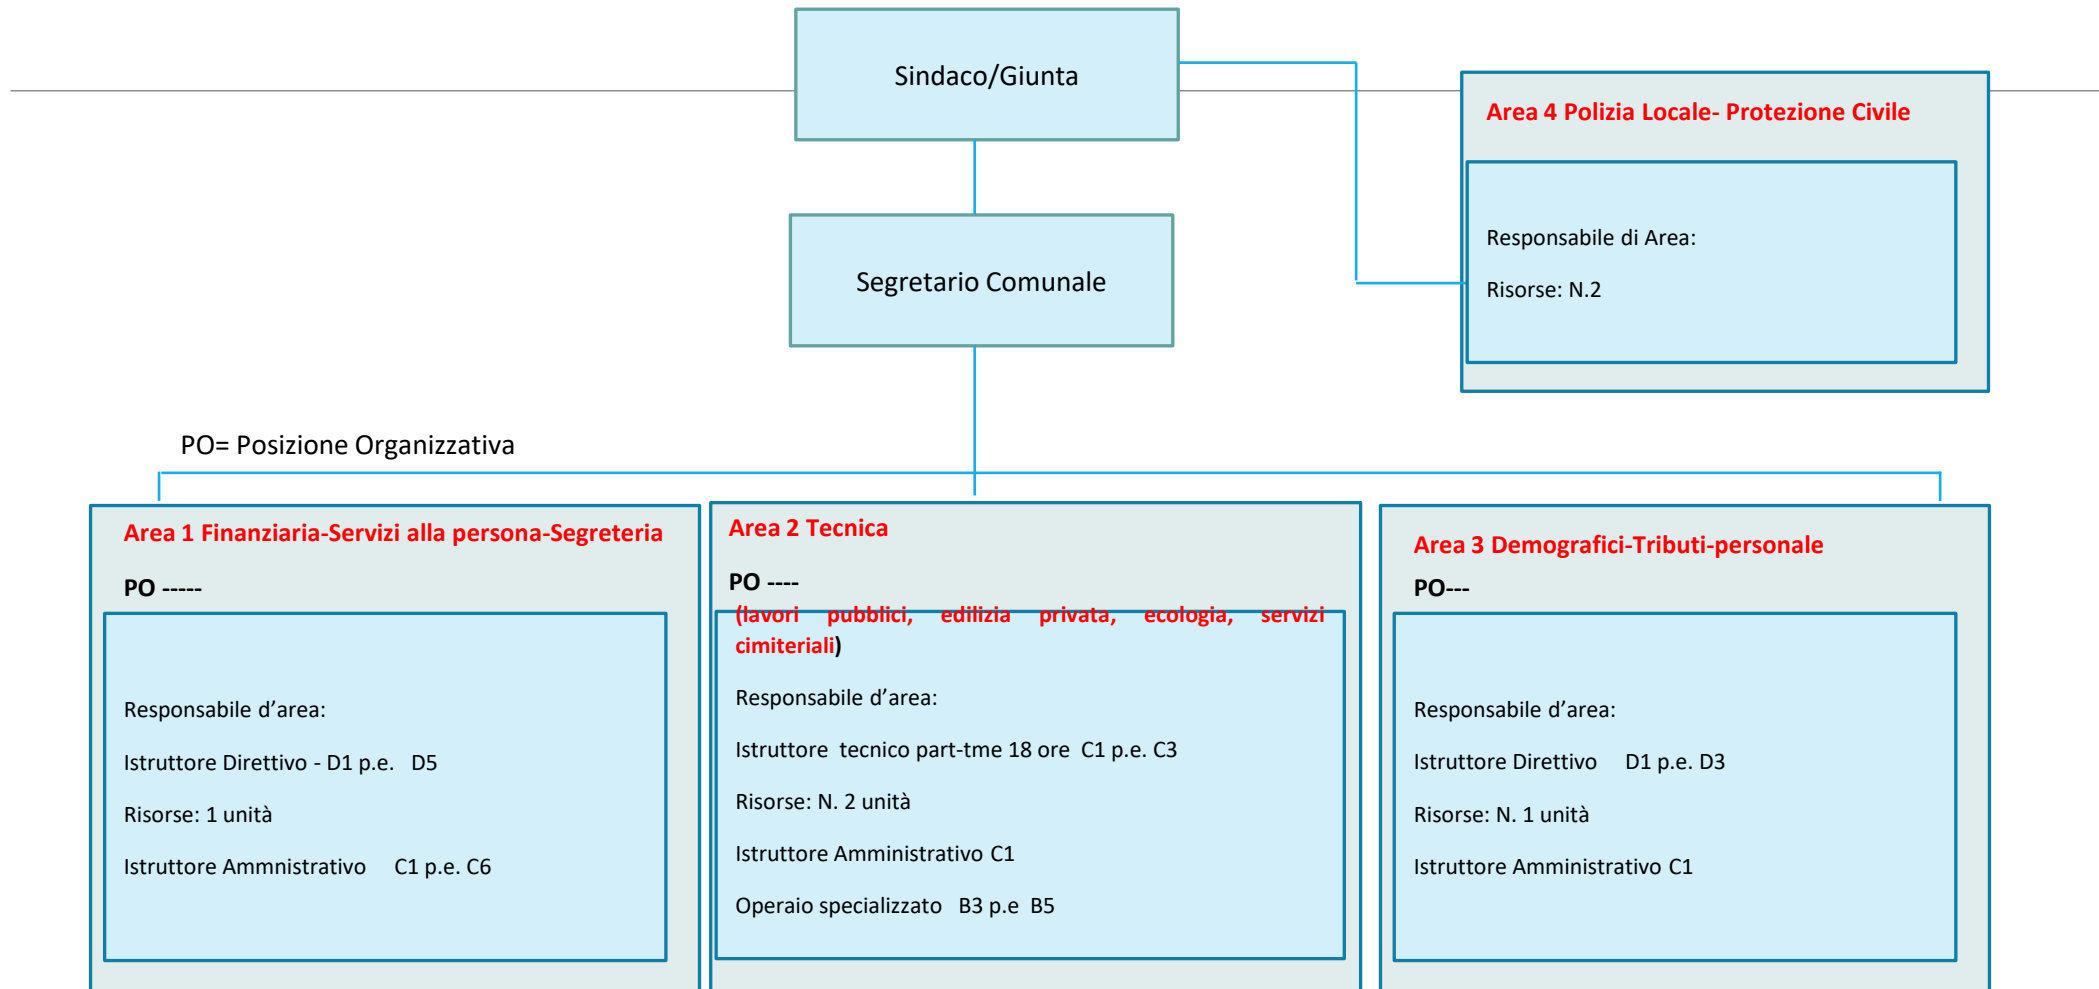 Sindaco/Giunta
Area 4 Polizia Locale- Protezione Civile
Responsabile di Area:
Risorse: N.2
Segretario Comunale
PO= Posizione Organizzativa
Area 1 Finanziaria-Servizi alla persona-Segreteria
PO -----
Responsabile d’area:
Istruttore Direttivo - D1 p.e. D5
Risorse: 1 unità
Istruttore Ammnistrativo C1 p.e. C6
Area 2 Tecnica
PO ----
(lavori pubblici, edilizia privata, ecologia, servizi
cimiteriali)
Responsabile d’area:
Istruttore tecnico part-tme 18 ore C1 p.e. C3
Risorse: N. 2 unità
Istruttore Amministrativo C1
Operaio specializzato B3 p.e B5
Area 3 Demografici-Tributi-personale
PO---
Responsabile d’area:
Istruttore Direttivo D1 p.e. D3
Risorse: N. 1 unità
Istruttore Amministrativo C1